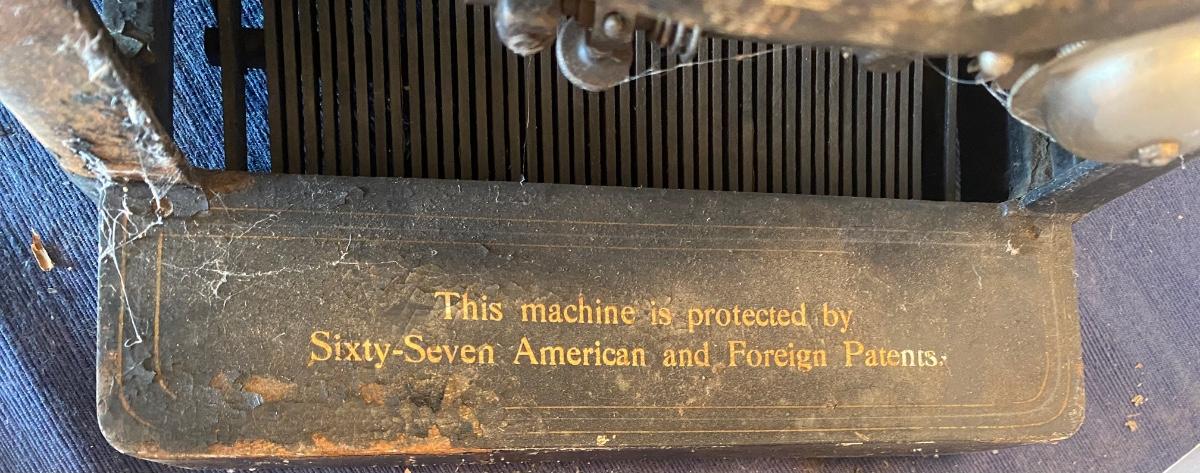 This machine is protected by
Sixty-Seven American and Foreign Patents.